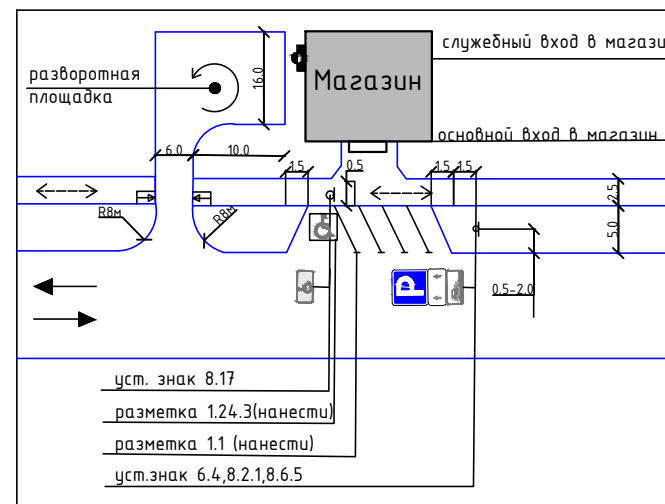 служебный вход в магази
разворотная
площадка
16.0
Магазин
основной вход в магазин
6.0
10.0
1.5
0.5
1.5
1.5
2.5
R8м
R8м
5.0
P
0.5-2.0
уст. знак 8.17
разметка 1.24.3(нанести)
разметка 1.1 (нанести)
уст.знак 6.4,8.2.1,8.6.5